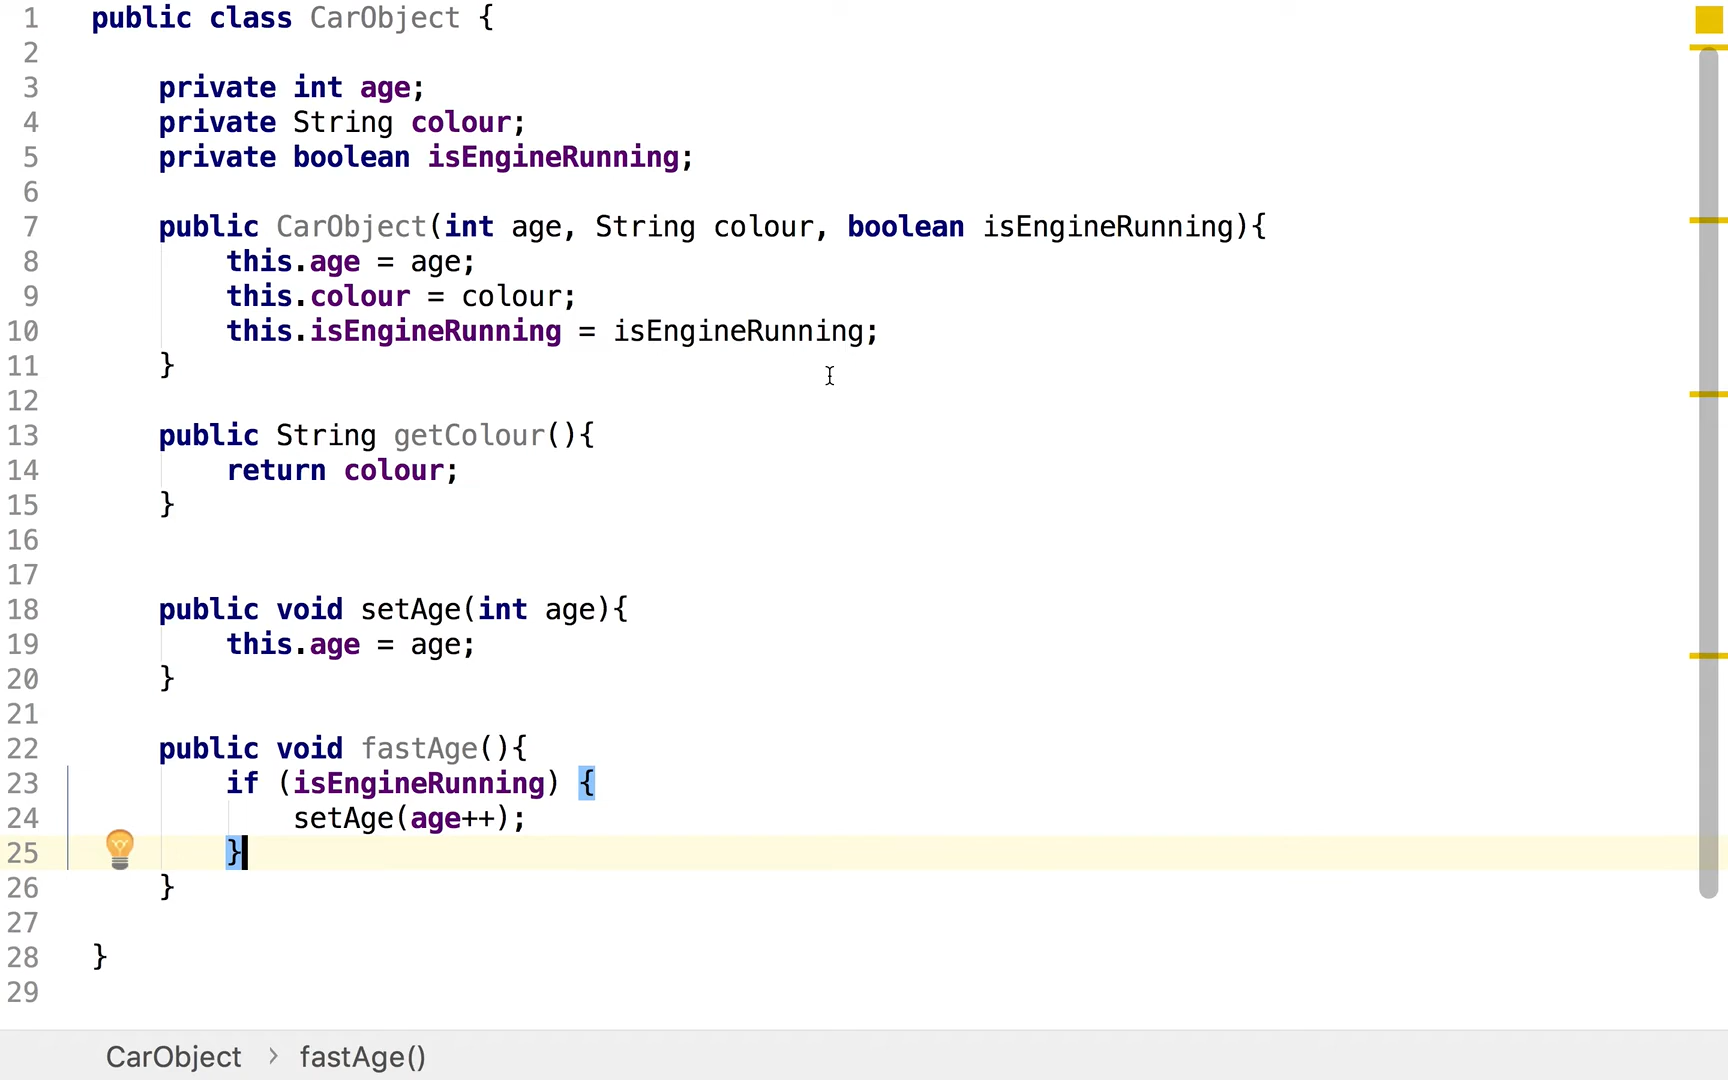 1 public class CarObject {
2
3 private int age;
4 private String colour;
5 private boolean isEngineRunning;
6
7 public CarObject(int age, String colour, boolean isEngineRunning){
8 this.age = age;
9 this.colour = colour;
10 this.isEngineRunning = isEngineRunning;
11 }
12
13 public String getColour(){
14 return colour;
15 }
16
17
18 public void setAge(int age){
19 this.age = age;
20 }
21
22 public void fastAge(){
23 if (isEngineRunning) {
24 setAge(age++);
25 }
26 }
27
28 }
29
CarObject > fastAge()